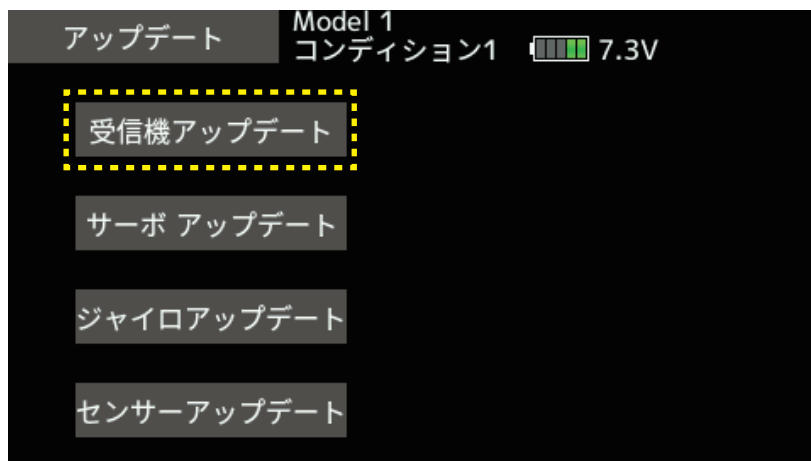 アップデート
Model 1
コンディション1 7.3V
受信機アップデート
サーボ アップデート
ジャイロアップデート
センサーアップデート